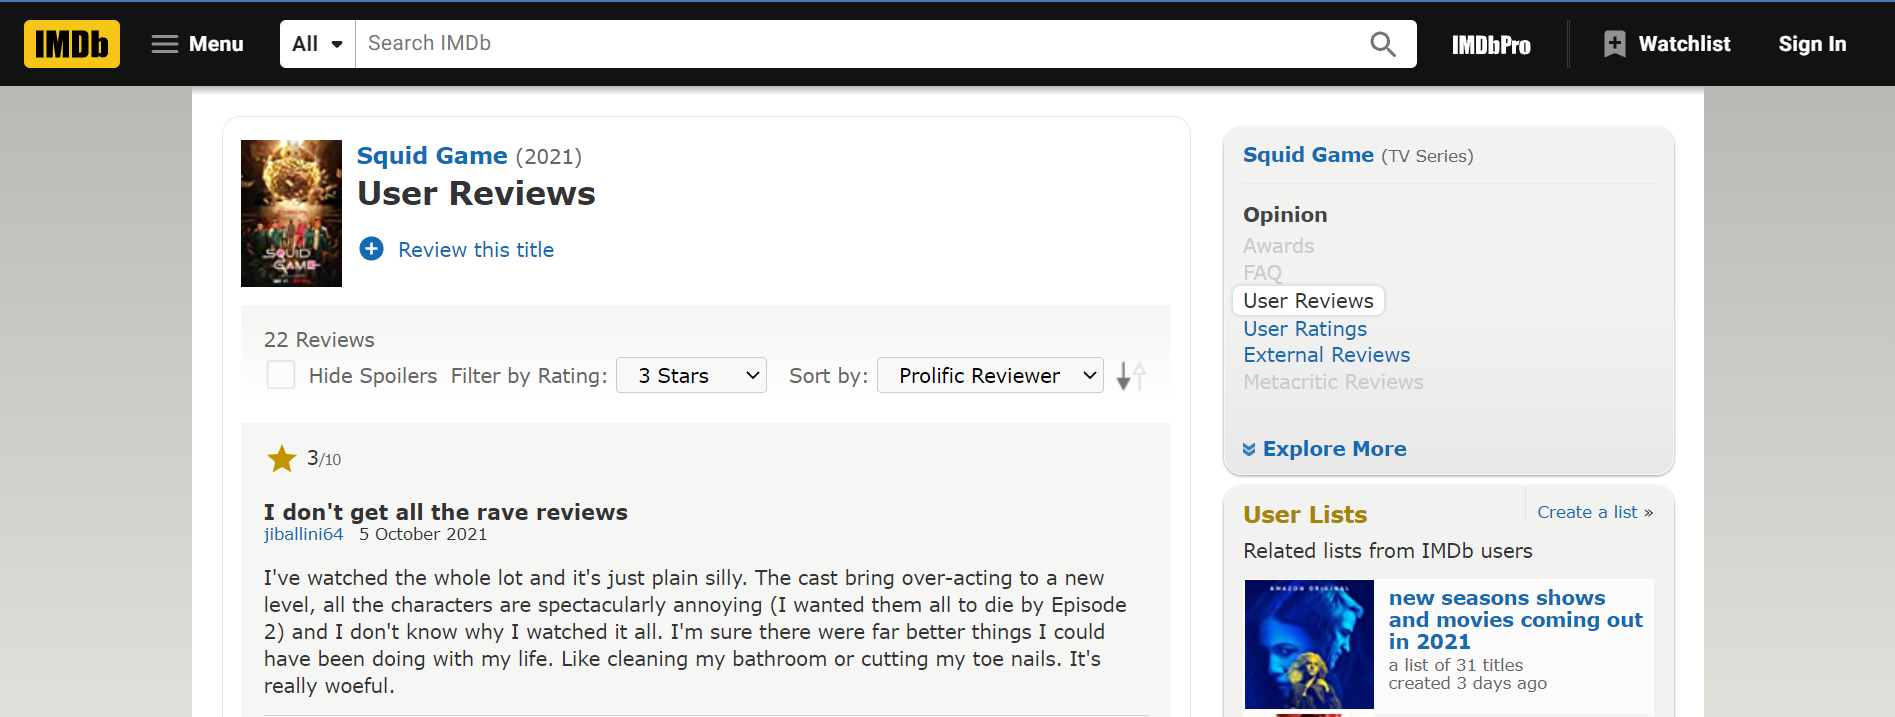 IMDb
Menu
All
Search IMDb
IMDbPro
Watchlist
Sign In
SQUID
GAME
Squid Game (2021)
User Reviews
Review this title
22 Reviews
Hide Spoilers Filter by Rating: 3 Stars Sort by: Prolific Reviewer
3/10
I don't get all the rave reviews
jiballini64 5 October 2021
I've watched the whole lot and it's just plain silly. The cast bring over-acting to a new
level, all the characters are spectacularly annoying (I wanted them all to die by Episode
2) and I don't know why I watched it all. I'm sure there were far better things I could
have been doing with my life. Like cleaning my bathroom or cutting my toe nails. It's
really woeful.
Squid Game (TV Series)
Opinion
Awards
FAQ
User Reviews
User Ratings
External Reviews
Metacritic Reviews
Explore More
User Lists
Create a list »
Related lists from IMDb users
AMAZON ORIGINAL
new seasons shows
and movies coming out
in 2021
a list of 31 titles
created 3 days ago